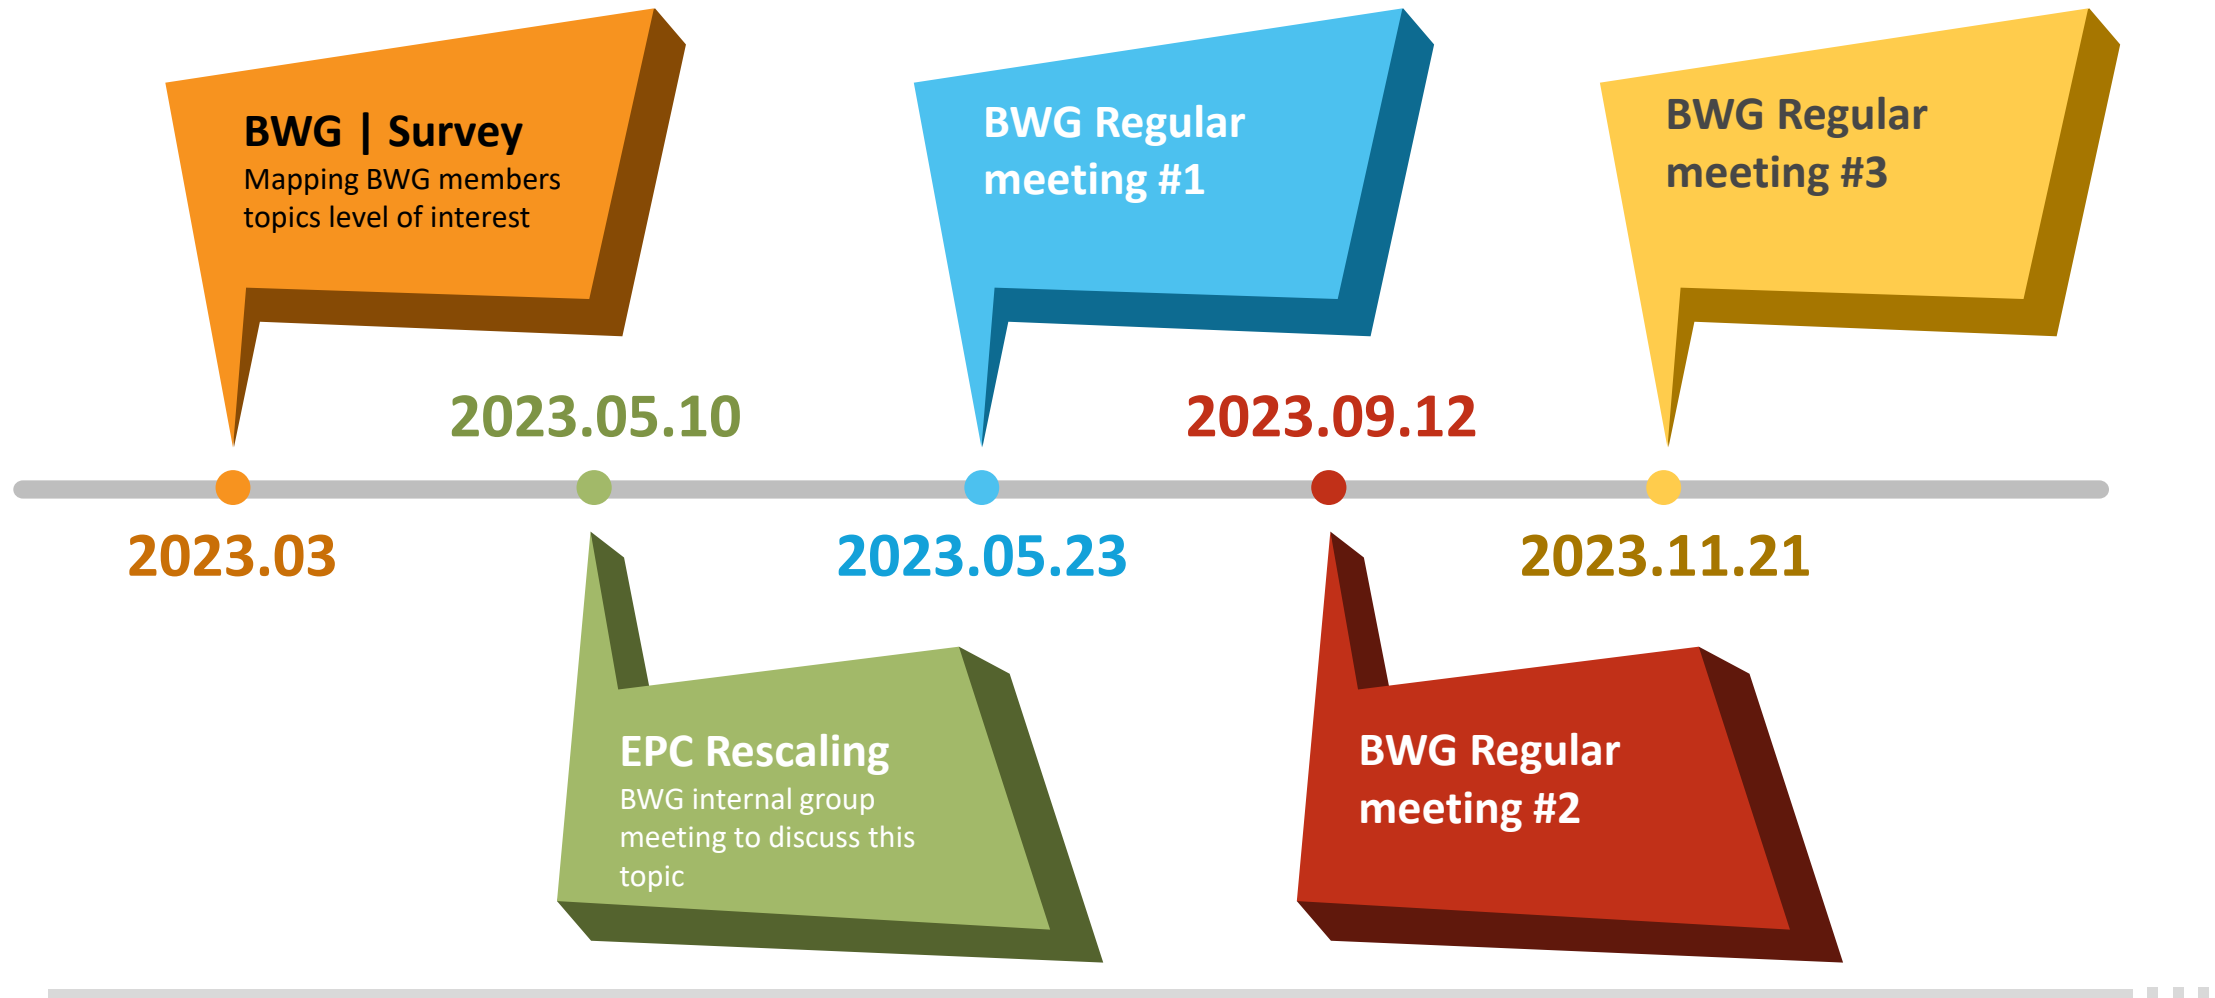 BWG | Survey
Mapping BWG members
topics level of interest
2023.03
2023.05.10
EPC Rescaling
BWG internal group
meeting to discuss this
topic
BWG Regular
meeting #1
2023.05.23
2023.09.12
BWG Regular
meeting #2
BWG Regular
meeting #3
2023.11.21